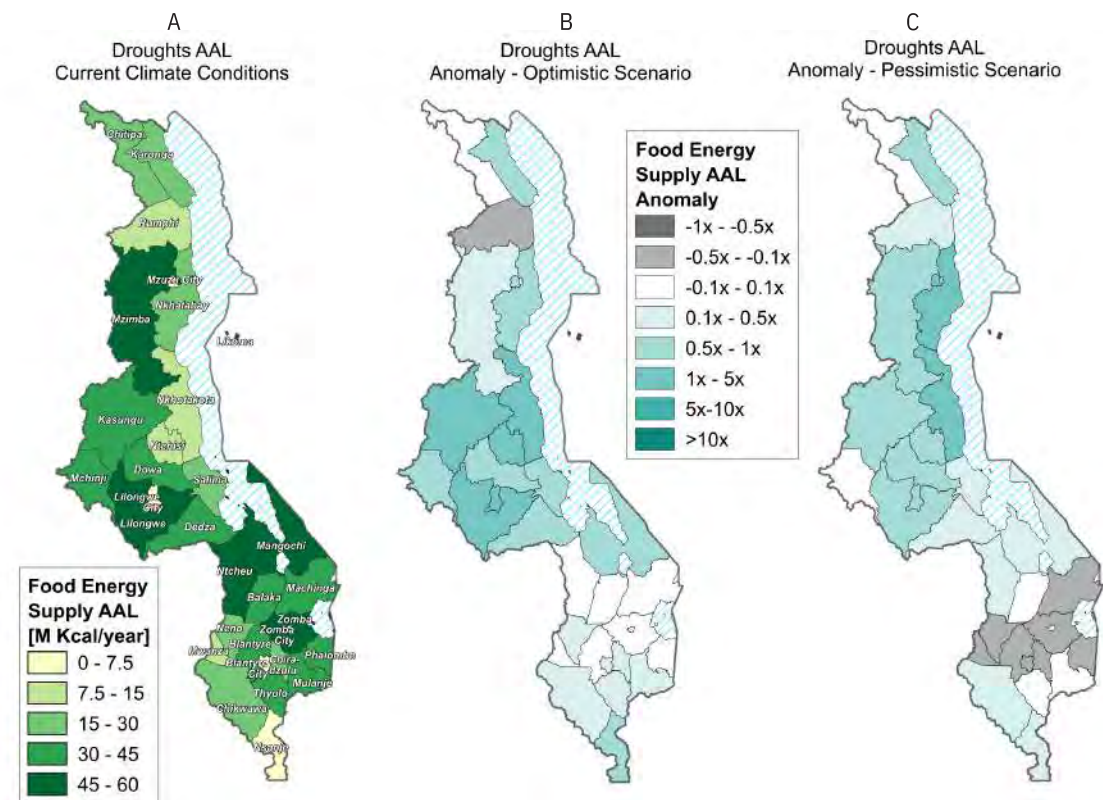 A
Droughts AAL
Current Climate Conditions
B
Droughts AAL
Anomaly - Optimistic Scenario
C
Droughts AAL
Anomaly - Pessimistic Scenario
Chitipa
Karonga
Rumphi
Mzuzu City
Nkhatabay
Mzimba
Likoma
Nkhotakota
Kasungu
Ntchisi
Dowa
Mchinji
Salima
Lilongwe
City
Lilongwe
Dedza
Mangochi
Ntcheu
Machinga
Balaka
Zomba
Zomba
City
Neno
Blantyre
Mwanza
Phalombe
Blantyre
City
Chira-
dzulu
Mulanje
Thyolo
Chikwawa
Nsanje
Food Energy
Supply AAL
[M Kcal/year]
0 - 7.5
7.5 - 15
15 - 30
30 - 45
45 - 60
Food Energy
Supply AAL
Anomaly
-1x - -0.5x
-0.5x - -0.1x
-0.1x - 0.1x
0.1x - 0.5x
0.5x - 1x
1x - 5x
5x-10x
>10x